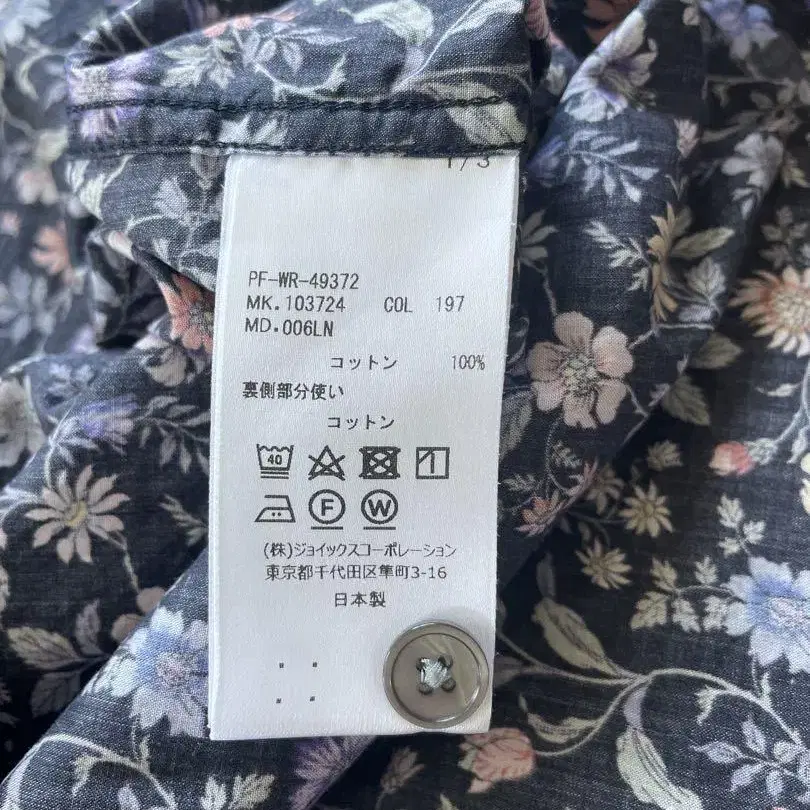 1/3
PF-WR-49372
MK.103724 COL 197
MD.006LN
コットン 100%
裏側部分使い
コットン
40
F W
(株)ジョイックスコーポレーション
東京都千代田区隼町3-16
日本製